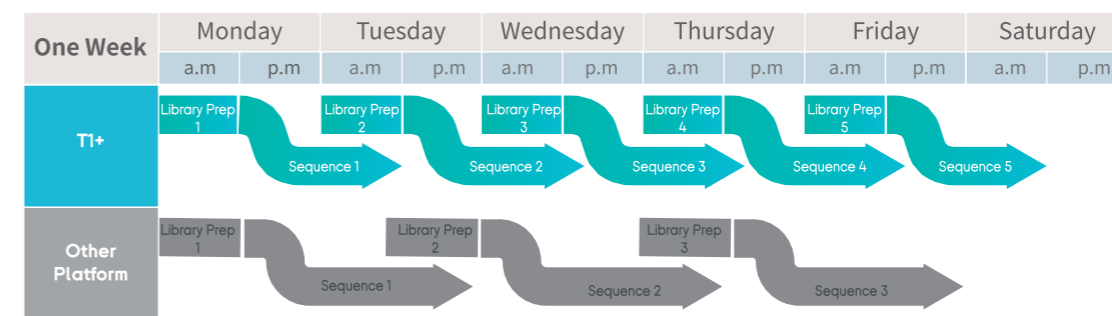 One Week
Monday
Tuesday
Wednesday
Thursday
Friday
Saturday
a.m
p.m
a.m
p.m
a.m
p.m
a.m
p.m
a.m
p.m
a.m
p.m
T1+
Library Prep
1
Library Prep
2
Library Prep
3
Library Prep
4
Library Prep
5
Sequence 1
Sequence 2
Sequence 3
Sequence 4
Sequence 5
Other
Platform
Library Prep
1
Library Prep
2
Library Prep
3
Sequence 1
Sequence 2
Sequence 3